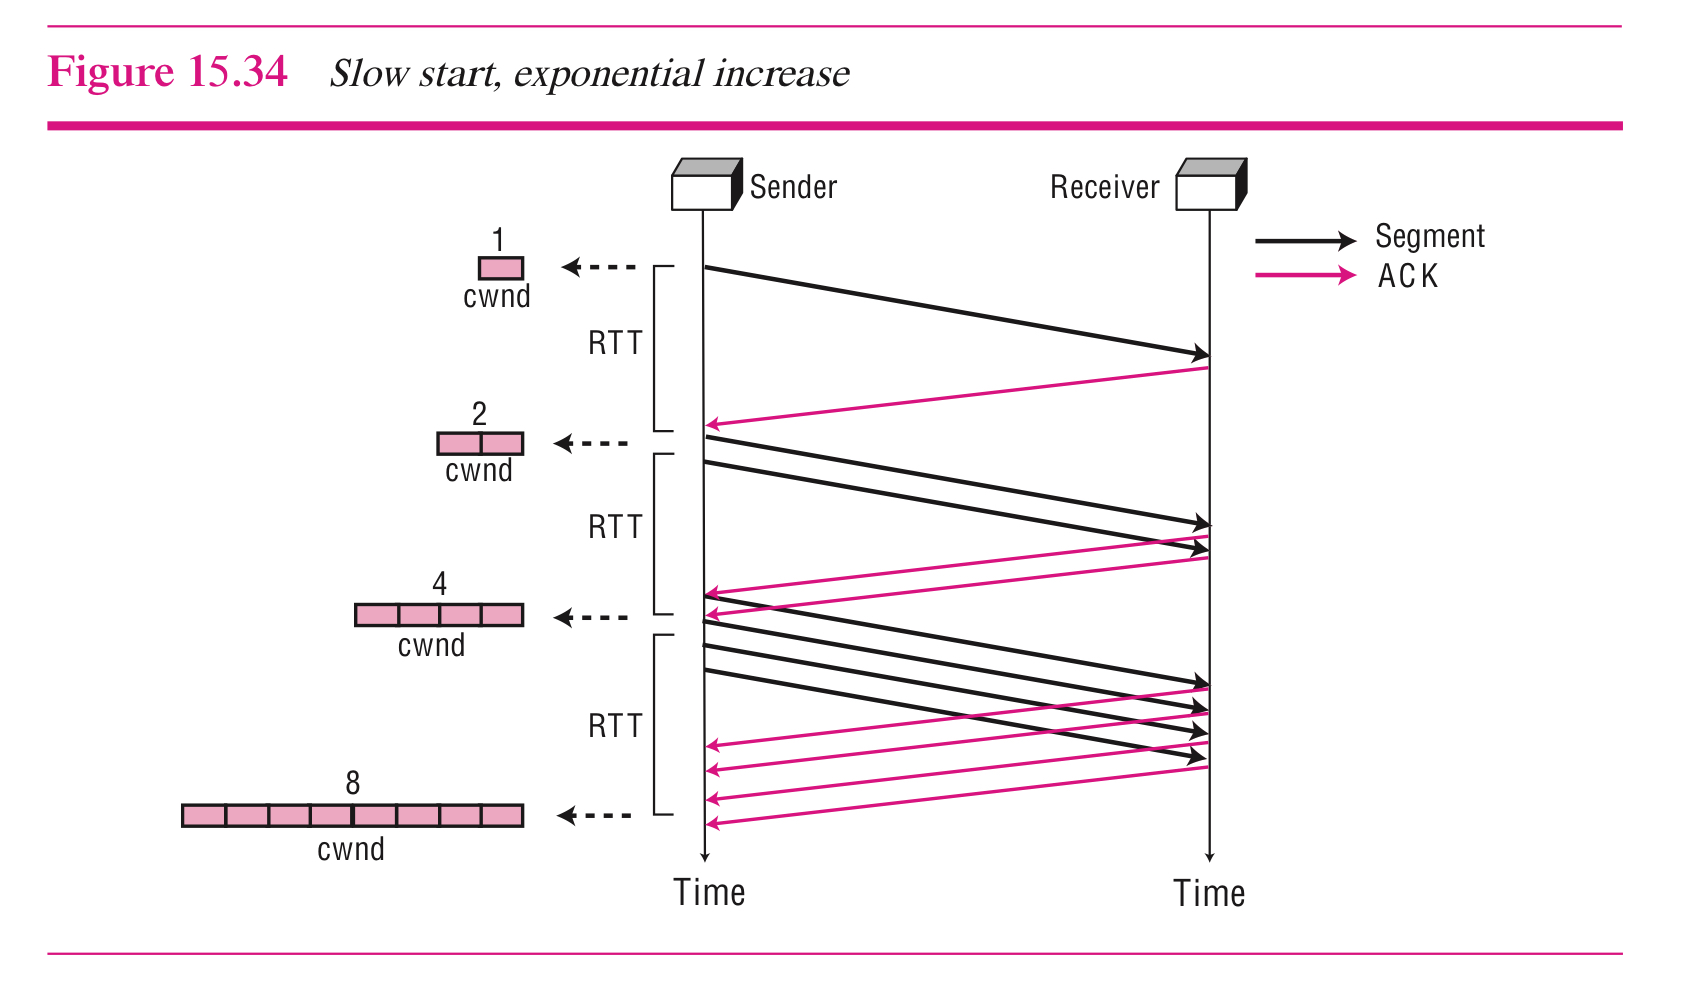 Figure 15.34 Slow start, exponential increase
Sender
Receiver
Segment
ACK
1
cwnd
RTT
2
cwnd
RTT
4
cwnd
RTT
8
cwnd
Time
Time